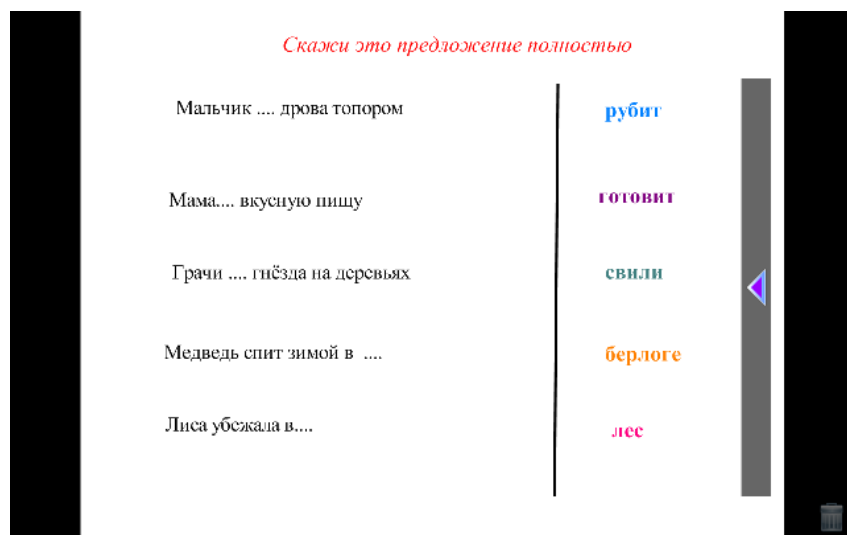 Скажи это предложение полностью
Мальчик .... дрова топором
рубит
Мама.... вкусную пищу
готовит
Грачи .... гнёзда на деревьях
свили
Медведь спит зимой в ....
берлоге
Лиса убежала в....
лес